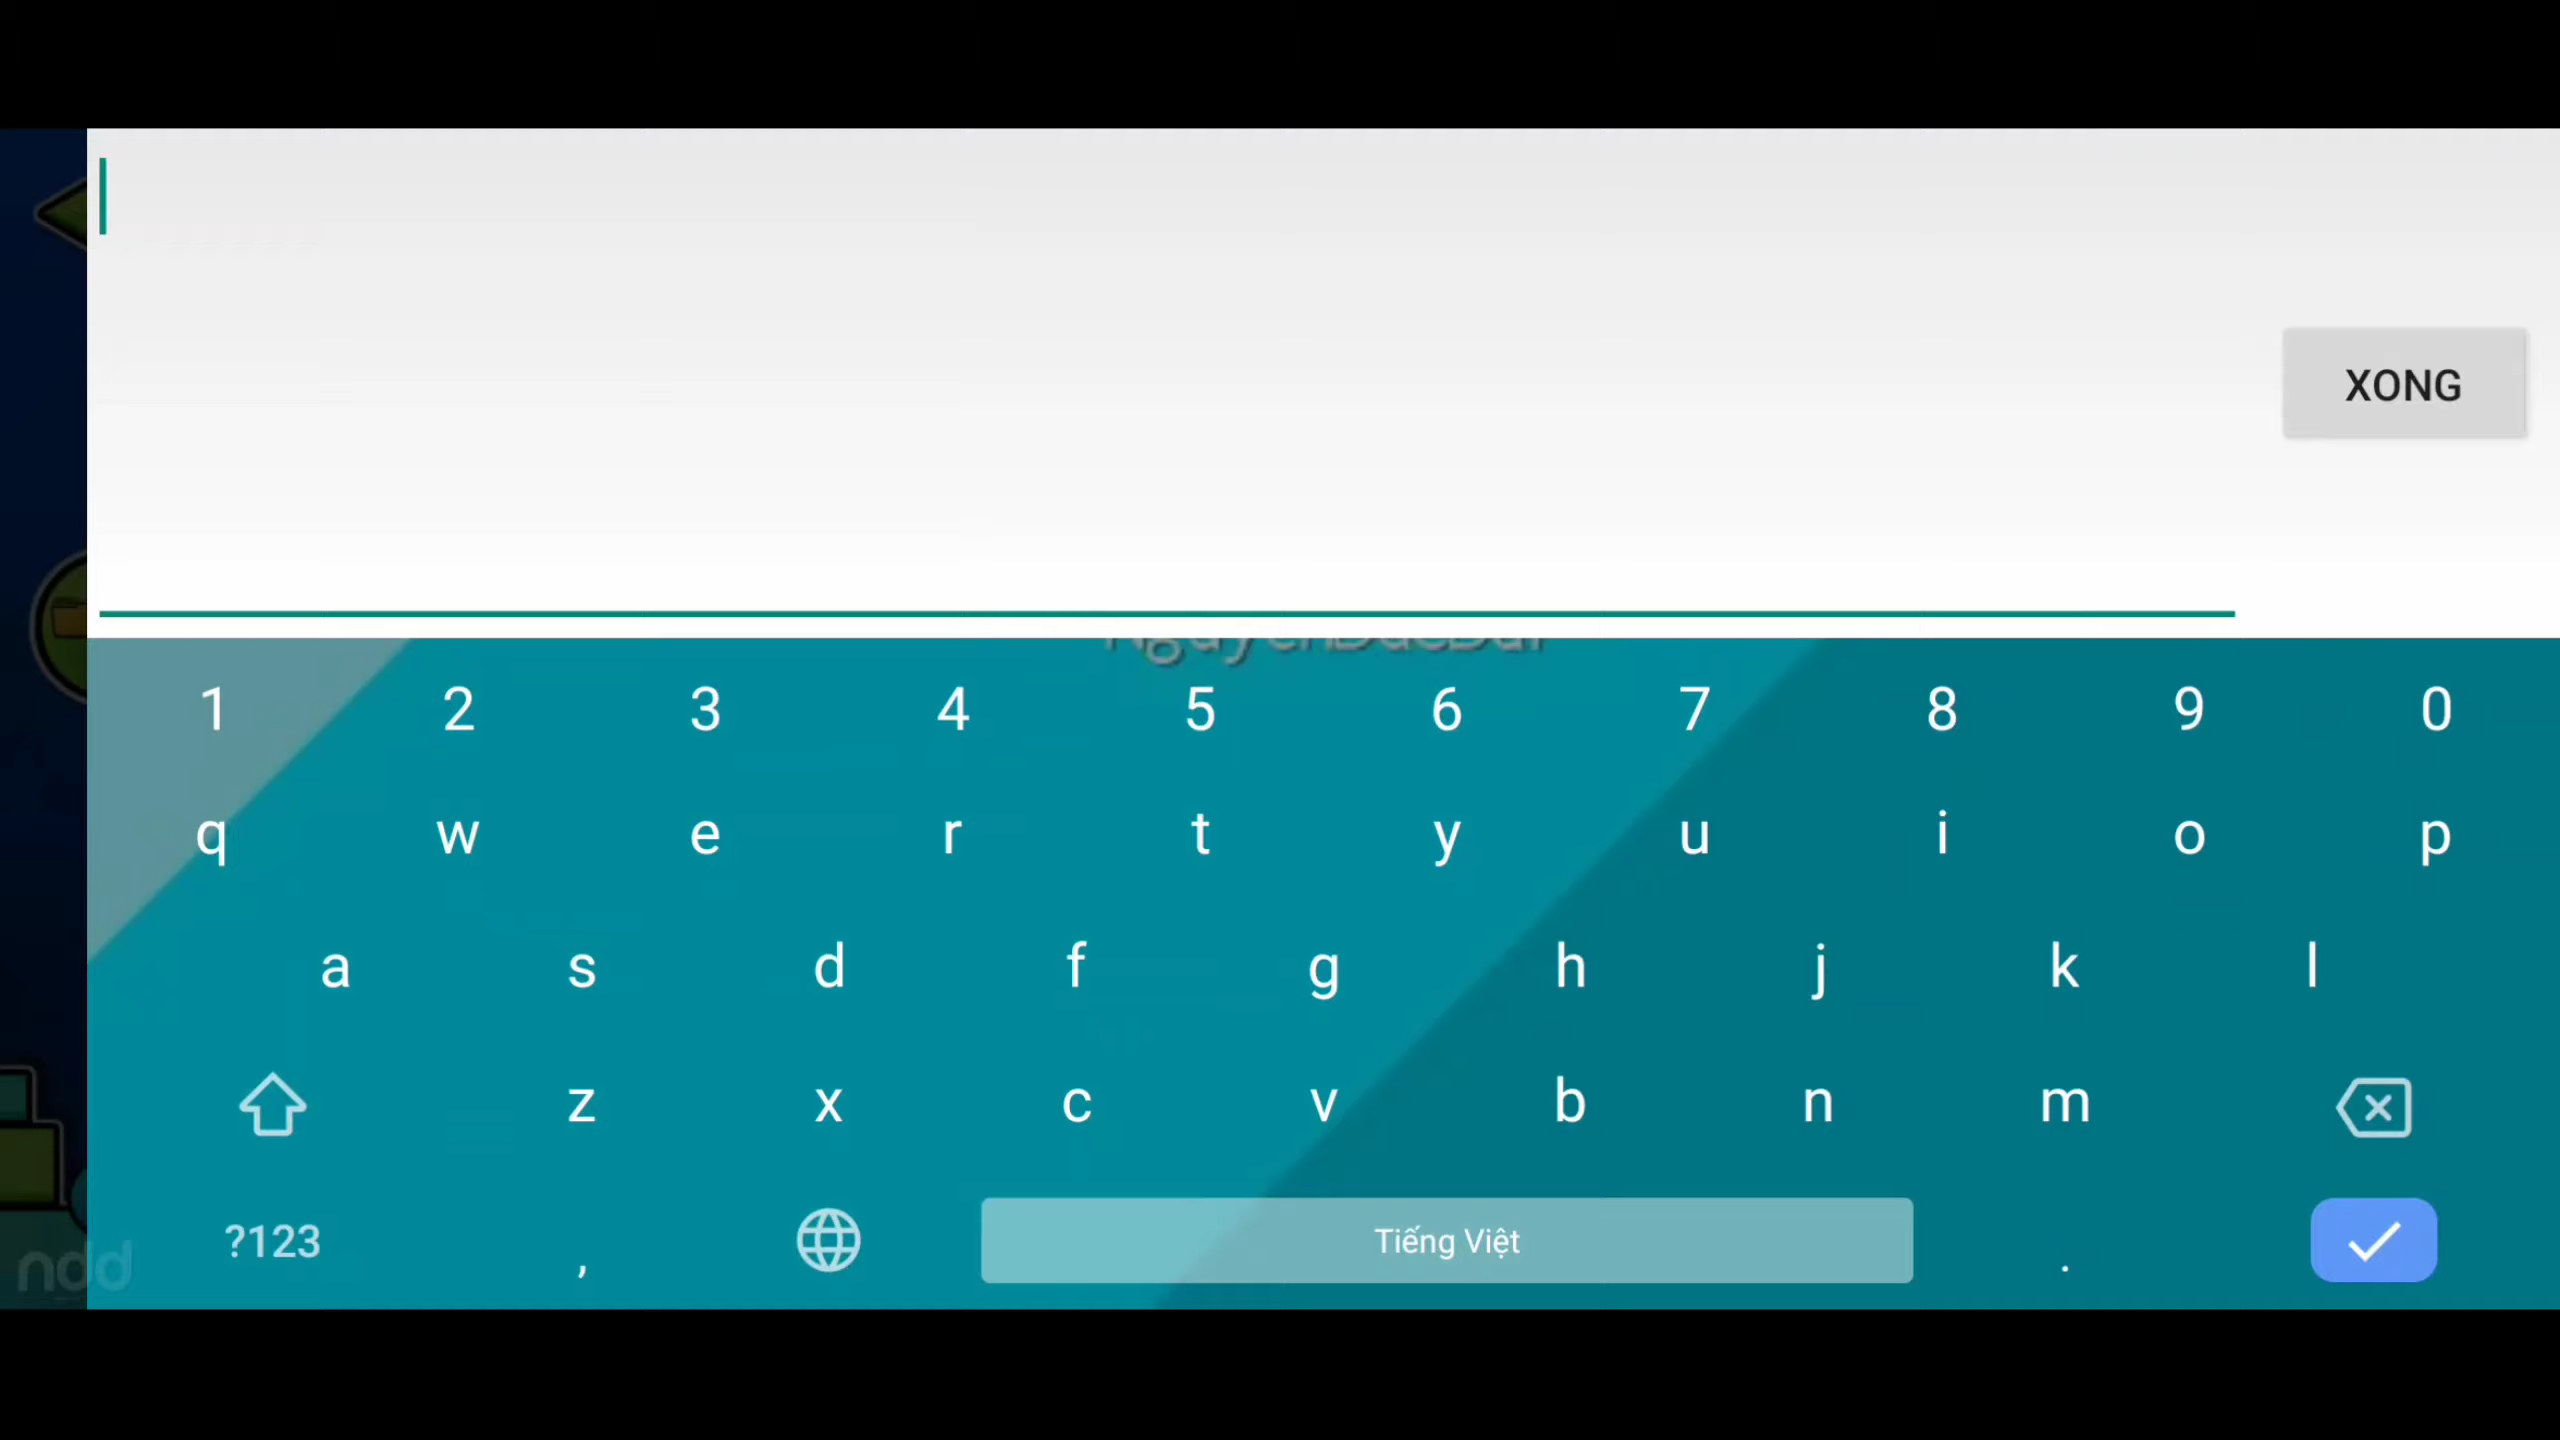 XONG
1 2 3 4 5 6 7 8 9 0
q w e r t y u i o p
a s d f g h j k l
z x c v b n m
?123 , Tiếng Việt .
ndd